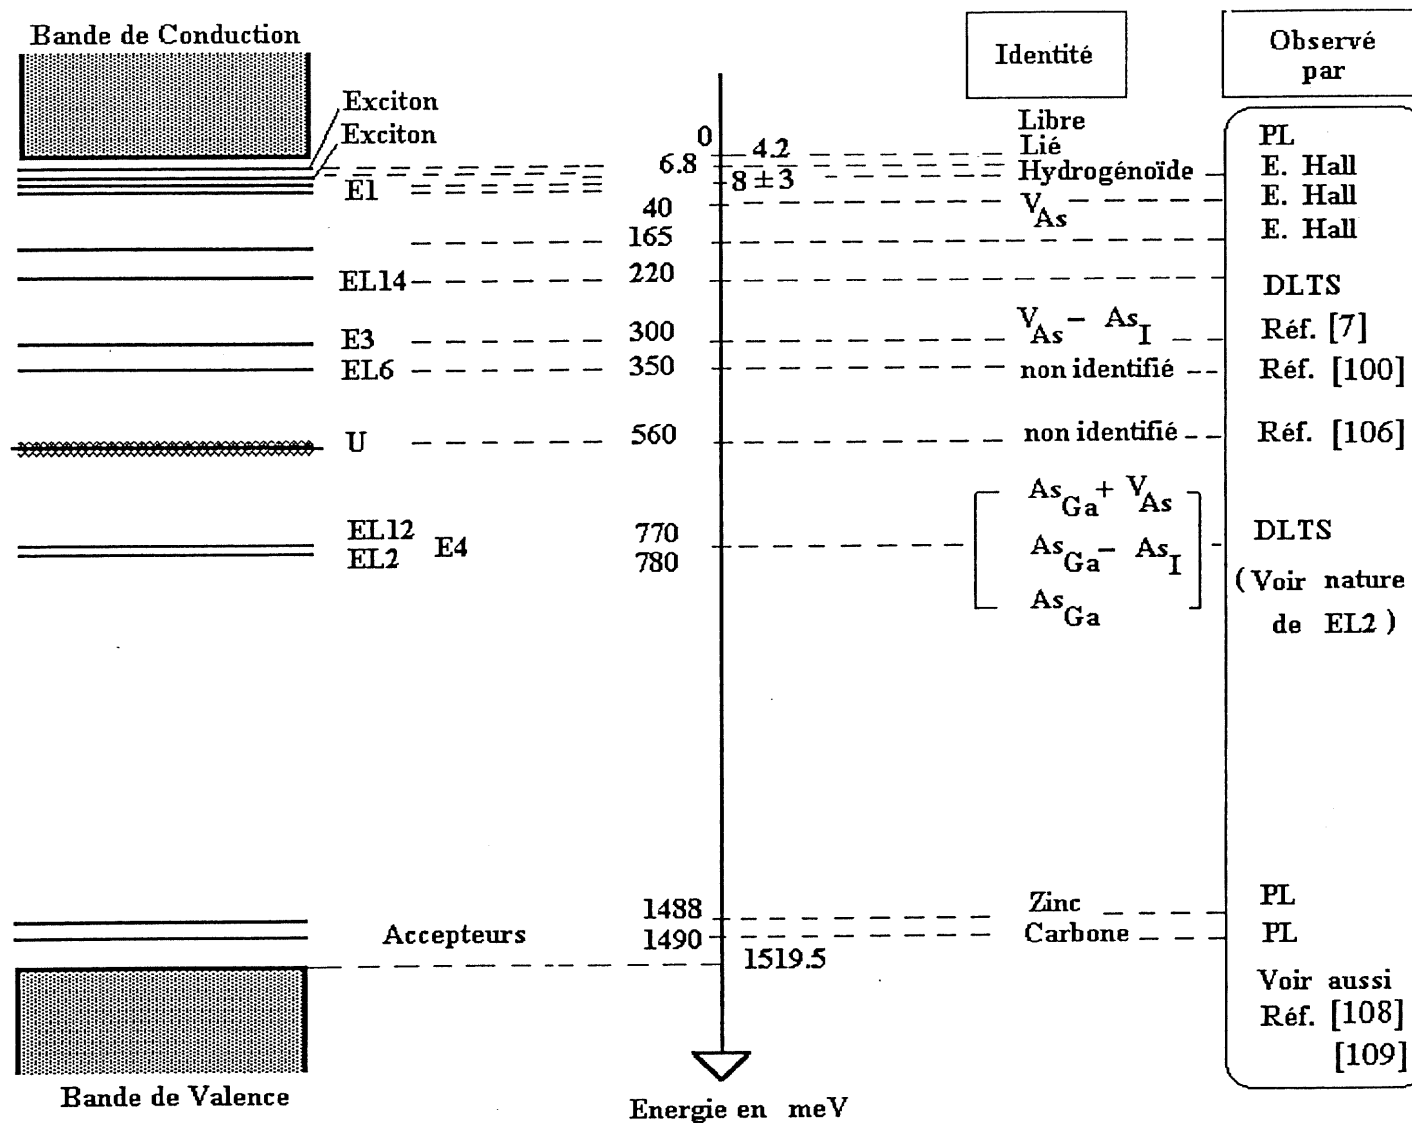 Bande de Conduction
Identité
Observé
par
Exciton
Exciton
Libre
0
4.2
Lié
PL
6.8
Hydrogénoïde
E. Hall
E1
8 ± 3
E. Hall
40
V As
165
E. Hall
EL14
220
DLTS
E3
300
V As – As I
Réf. [7]
EL6
350
non identifié
Réf. [100]
U
560
non identifié
Réf. [106]
As Ga + V As
EL12
E4
770
DLTS
EL2
780
As Ga – As I
(Voir nature
As Ga
de EL2)
1488
Zinc
PL
Accepteurs
1490
Carbone
PL
1519.5
Voir aussi
Réf. [108]
[109]
Bande de Valence
Energie en meV